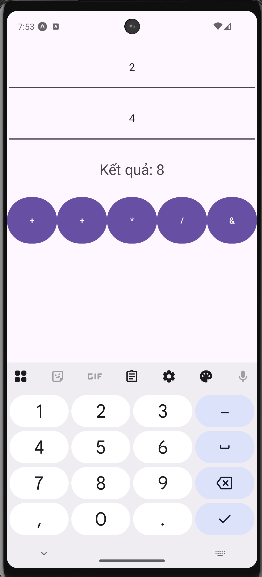 7:53
2
4
Kết quả: 8
+ + * / &
GIF
1 2 3 –
4 5 6
7 8 9
, 0 .